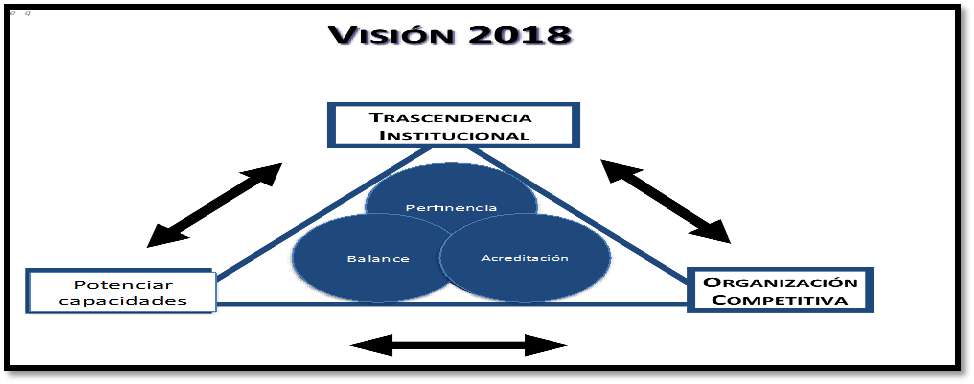 p q
VISIÓN 2018
TRASCENDENCIA
INSTITUCIONAL
Pertinencia
Balance
Acreditación
Potenciar
capacidades
ORGANIZACIÓN
COMPETITIVA